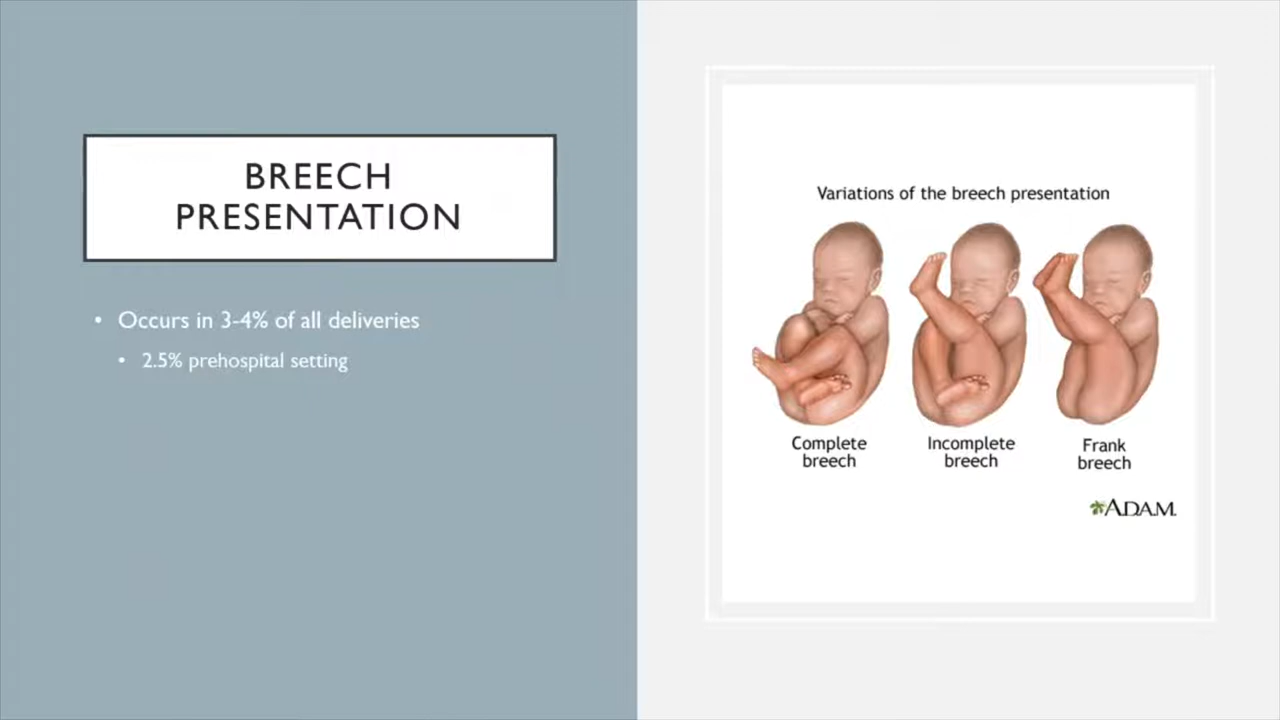 BREECH
PRESENTATION
• Occurs in 3-4% of all deliveries
• 2.5% prehospital setting
Variations of the breech presentation
Complete
breech
Incomplete
breech
Frank
breech
A.D.A.M.